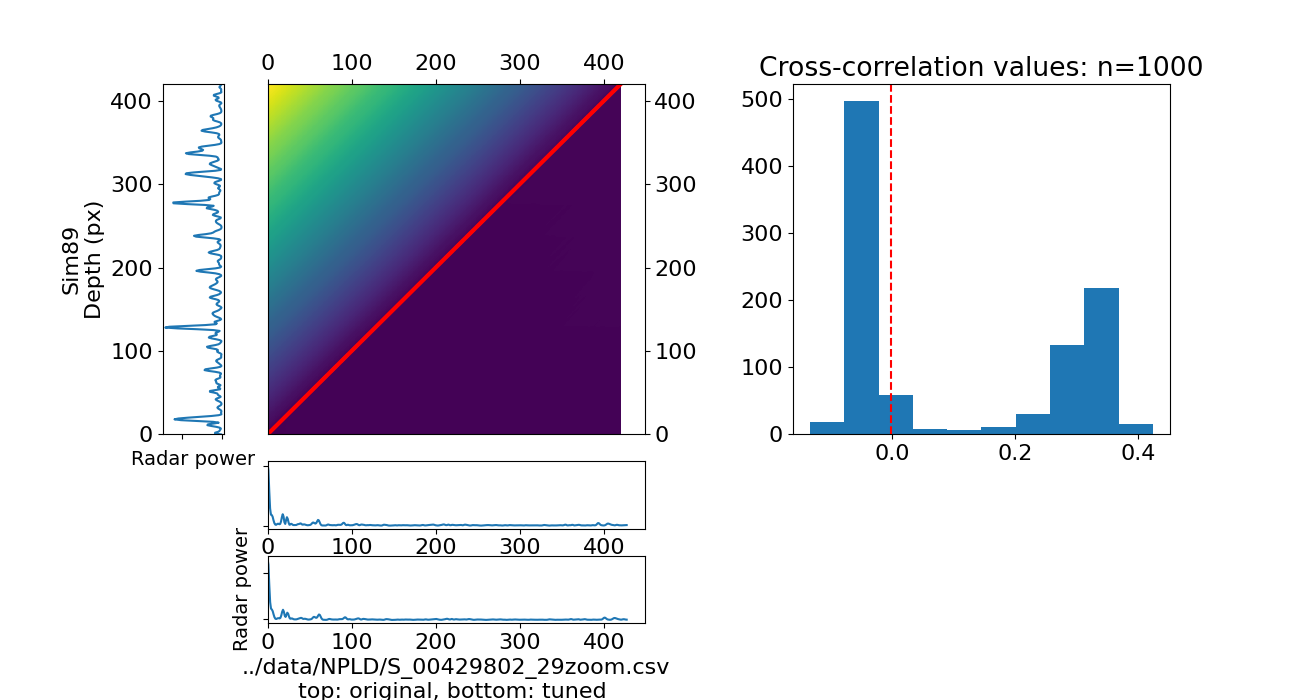 Cross-correlation values: n=1000
0 100 200 300 400
400
300
200
100
0
Sim89
Depth (px)
Radar power
400
300
200
100
0
500
400
300
200
100
0
0.0 0.2 0.4
0 100 200 300 400
Radar power
0 100 200 300 400
../data/NPLD/S_00429802_29zoom.csv
top: original, bottom: tuned